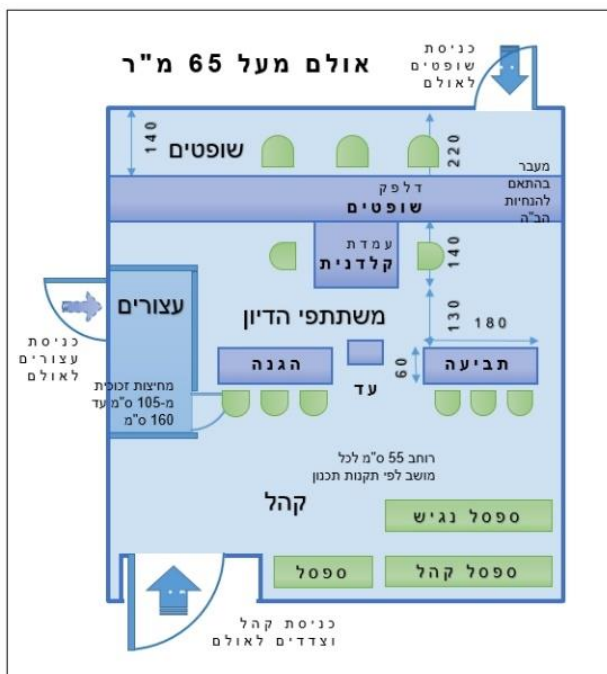 אולם מעל 65 מ"ר
כניסת
שופטים
לאולם
140
שופטים
220
מעבר
בהתאם
להנחיות
הב"ה
דלפק
שופטים
עמדת
קלדנית
140
עצורים
כניסת
עצורים
לאולם
משתתפי הדיון
130
180
הגנה
עד
60
תביעה
מחיצות זכוכית
מ-105 ס"מ עד
160 ס"מ
רוחב 55 ס"מ לכל
מושב לפי תקנות תכנון
קהל
ספסל נגיש
ספסל
ספסל קהל
כניסת קהל
וצדדים לאולם